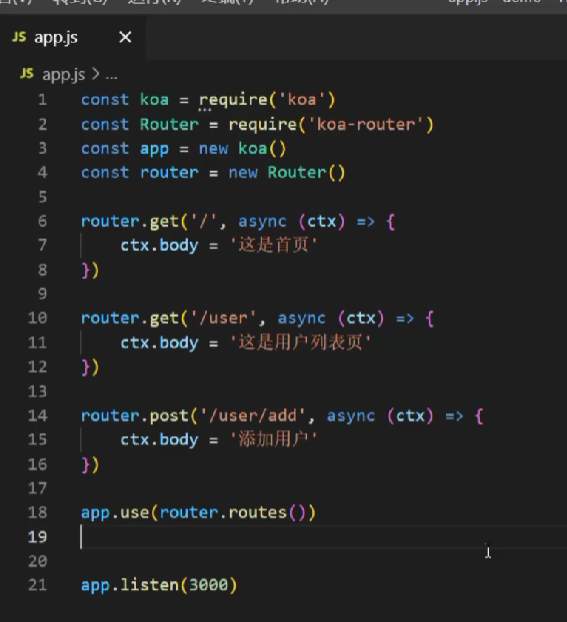 app.js
JS app.js ×
JS app.js > ...
1 const koa = require('koa')
2 const Router = require('koa-router')
3 const app = new koa()
4 const router = new Router()
5
6 router.get('/', async (ctx) => {
7     ctx.body = '这是首页'
8 })
9
10 router.get('/user', async (ctx) => {
11     ctx.body = '这是用户列表页'
12 })
13
14 router.post('/user/add', async (ctx) => {
15     ctx.body = '添加用户'
16 })
17
18 app.use(router.routes())
19
20
21 app.listen(3000)